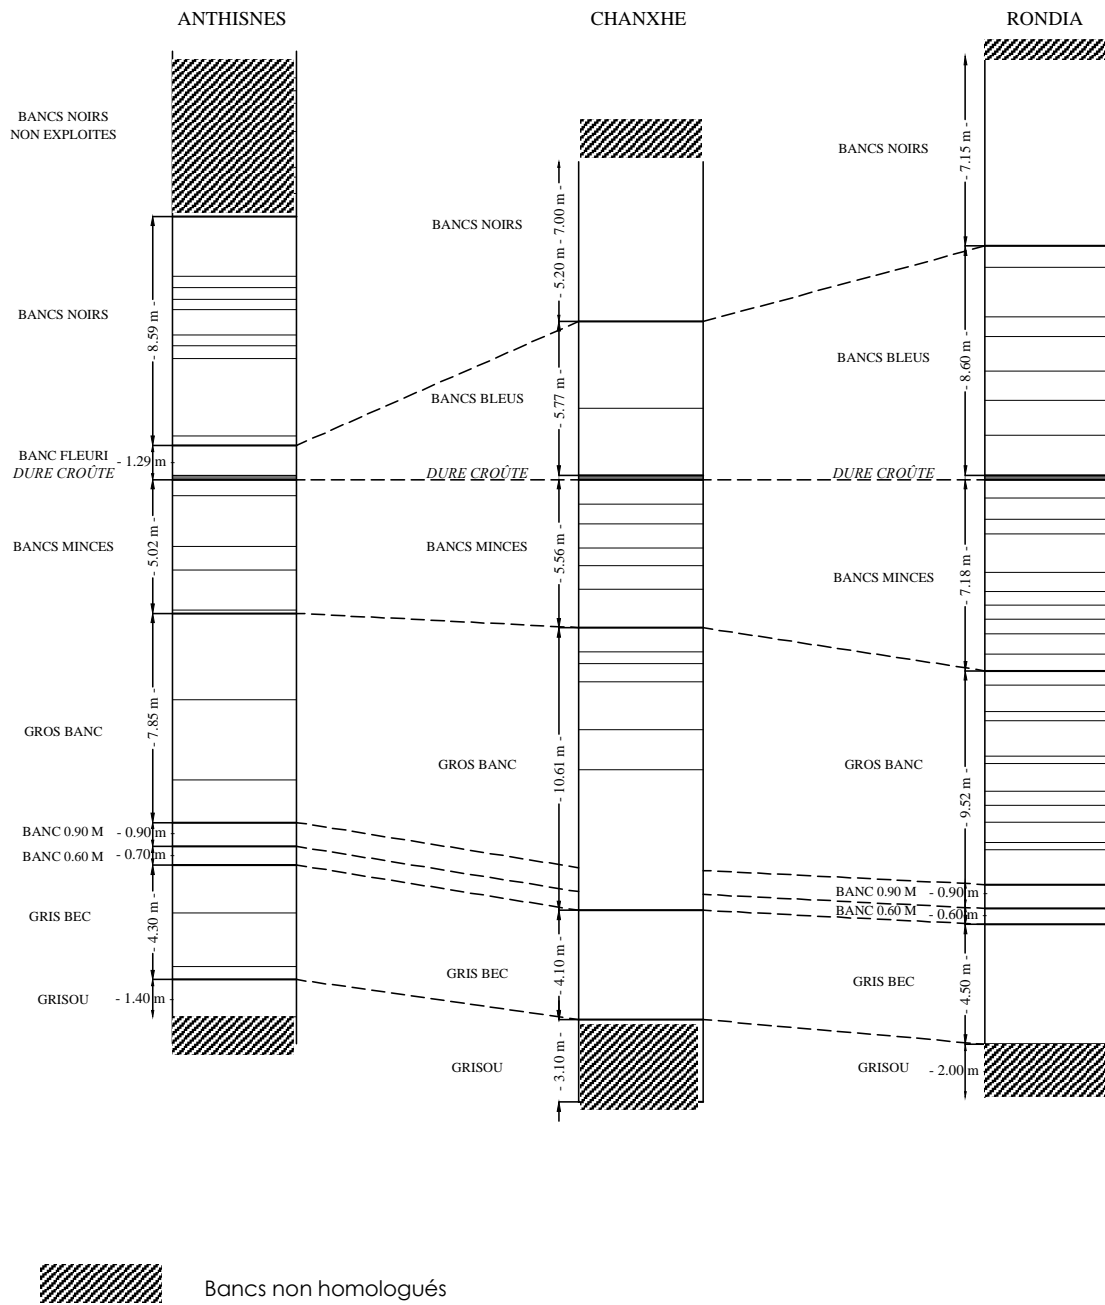 ANTHISNES
BANCS NOIRS
NON EXPLOITES
BANCS NOIRS
- 8.59 m -
BANC FLEURI
- 1.29 m -
DURE CROÛTE
BANCS MINCES
- 5.02 m -
GROS BANC
- 7.85 m -
BANC 0.90 M
- 0.90 m -
BANC 0.60 M
- 0.70 m -
GRIS BEC
- 4.30 m -
GRISOU
- 1.40 m -
CHANXHE
BANCS NOIRS
- 5.20 m - 7.00 m -
BANCS BLEUS
- 5.77 m -
DURE CROÛTE
BANCS MINCES
- 5.56 m -
GROS BANC
- 10.61 m -
GRIS BEC
- 4.10 m -
GRISOU
- 3.10 m -
RONDIA
BANCS NOIRS
- 7.15 m -
BANCS BLEUS
- 8.60 m -
DURE CROÛTE
BANCS MINCES
- 7.18 m -
GROS BANC
- 9.52 m -
BANC 0.90 M
- 0.90 m -
BANC 0.60 M
- 0.60 m -
GRIS BEC
- 4.50 m -
GRISOU
- 2.00 m -
Bancs non homologués